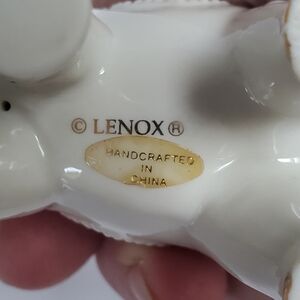 © LENOX ®
HANDCRAFTED
IN
CHINA